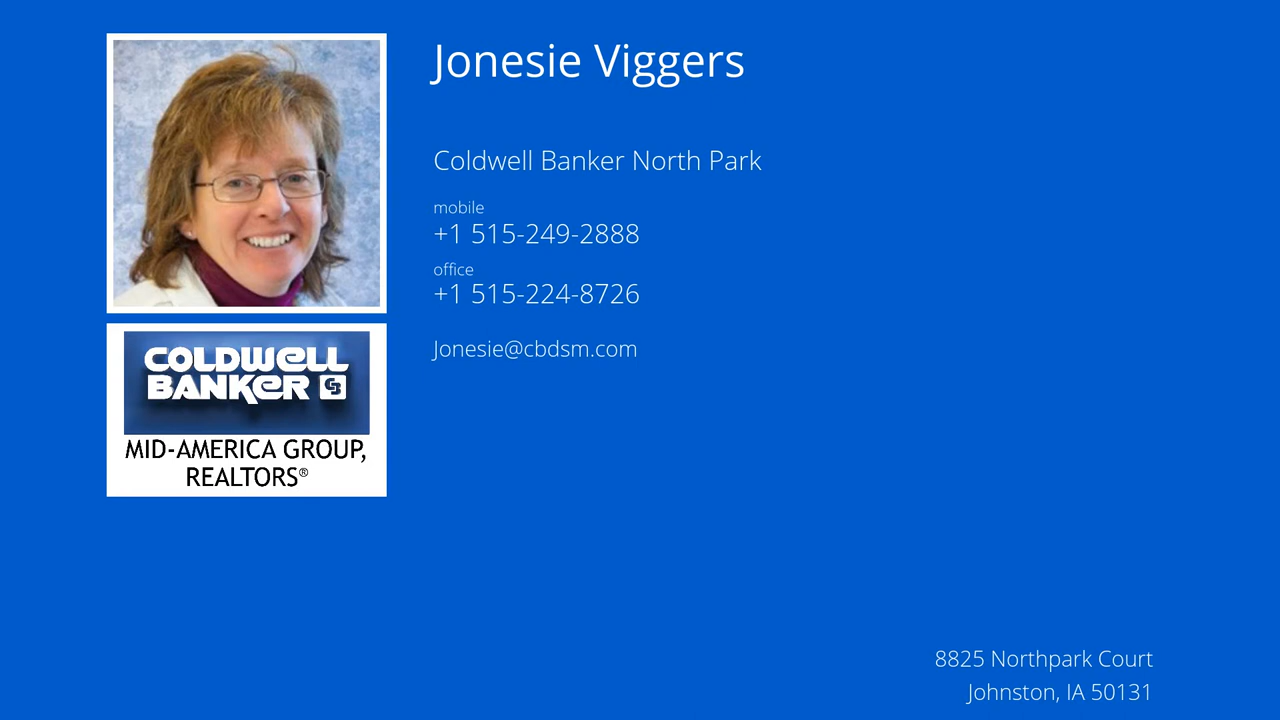 Jonesie Viggers
Coldwell Banker North Park
mobile
+1 515-249-2888
office
+1 515-224-8726
Jonesie@cbdsm.com
COLDWELL
BANKER CB
MID-AMERICA GROUP,
REALTORS®
8825 Northpark Court
Johnston, IA 50131